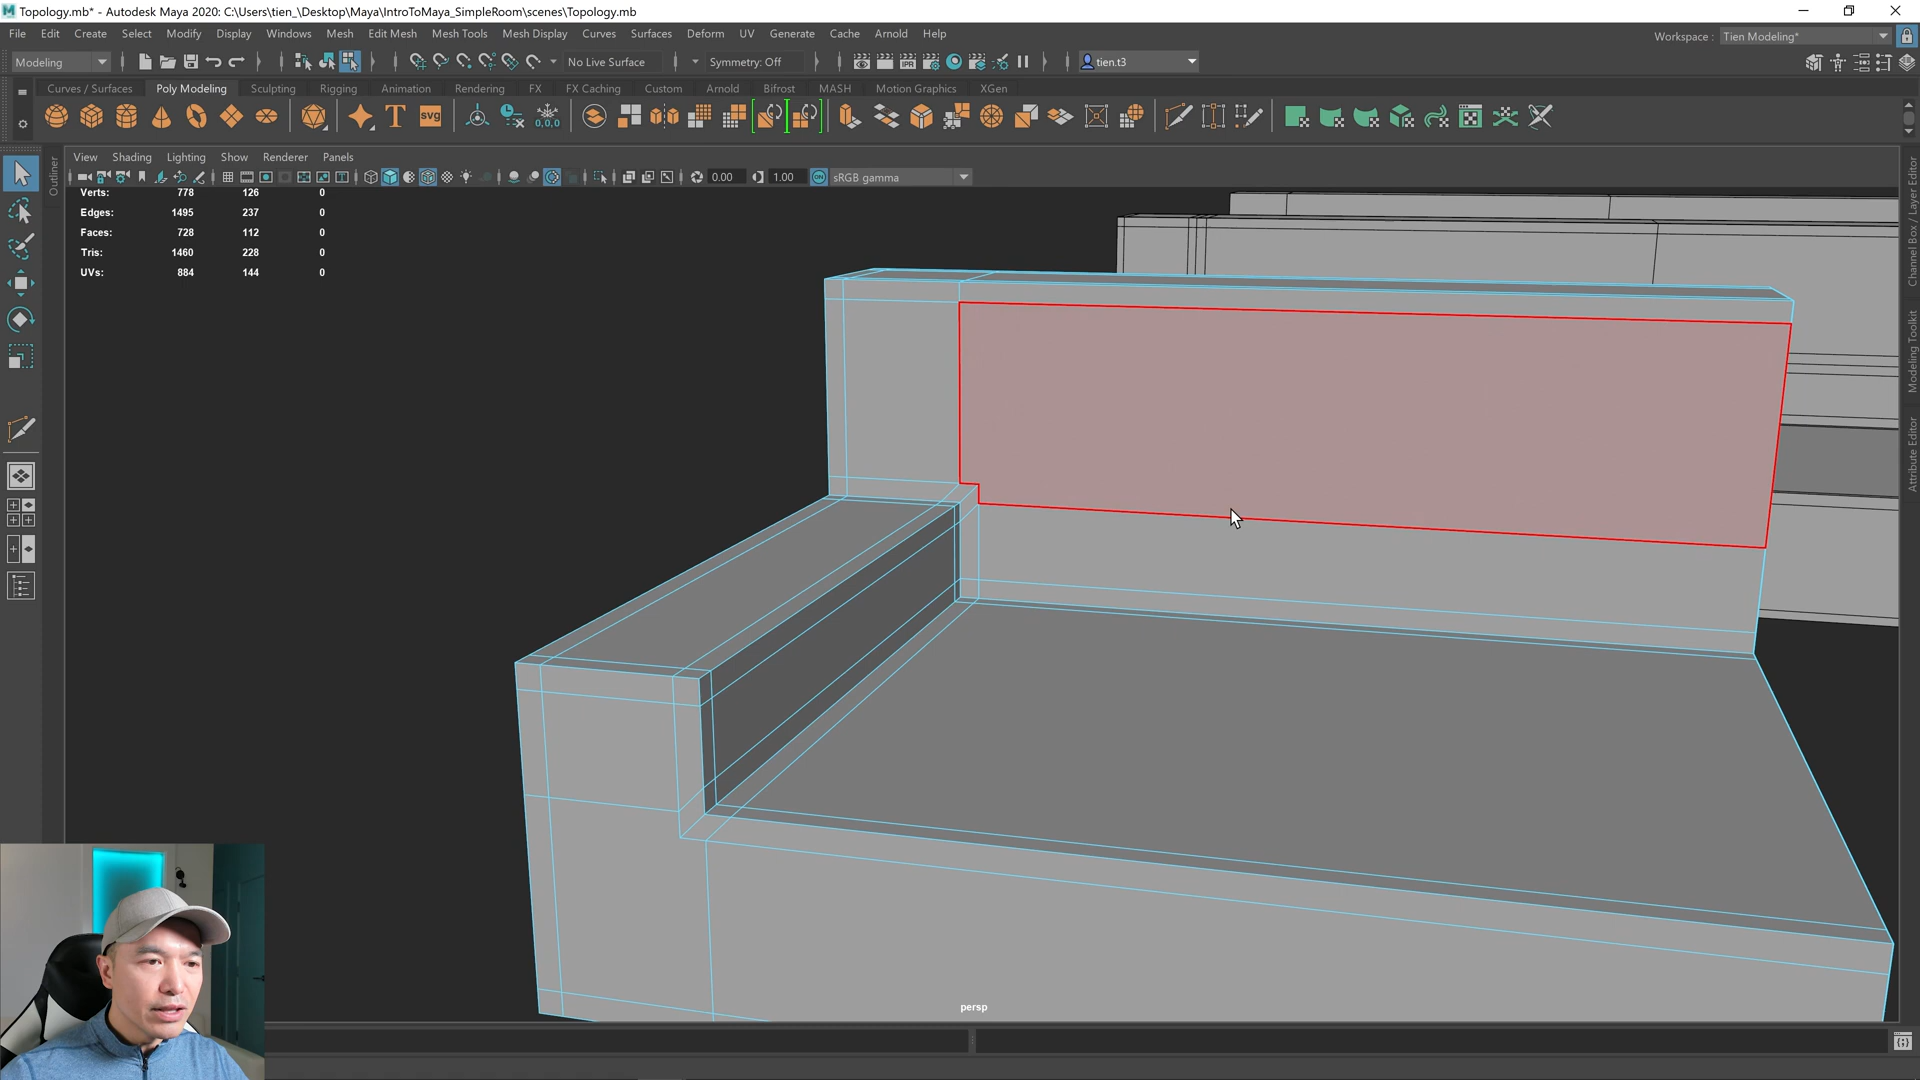 Topology.mb* - Autodesk Maya 2020: C:\Users\tien_\Desktop\Maya\IntroToMaya_SimpleRoom\scenes\Topology.mb
File Edit Create Select Modify Display Windows Mesh Edit Mesh Mesh Tools Mesh Display Curves Surfaces Deform UV Generate Cache Arnold Help
Workspace : Tien Modeling*
Modeling No Live Surface Symmetry: Off tien.t3
Curves / Surfaces Poly Modeling Sculpting Rigging Animation Rendering FX FX Caching Custom Arnold Bifrost MASH Motion Graphics XGen
T svg 0,0,0
View Shading Lighting Show Renderer Panels
0.00 1.00 ON sRGB gamma
Outliner
Verts: 778 126 0
Edges: 1495 237 0
Faces: 728 112 0
Tris: 1460 228 0
UVs: 884 144 0
Channel Box / Layer Editor
Modeling Toolkit
Attribute Editor
persp